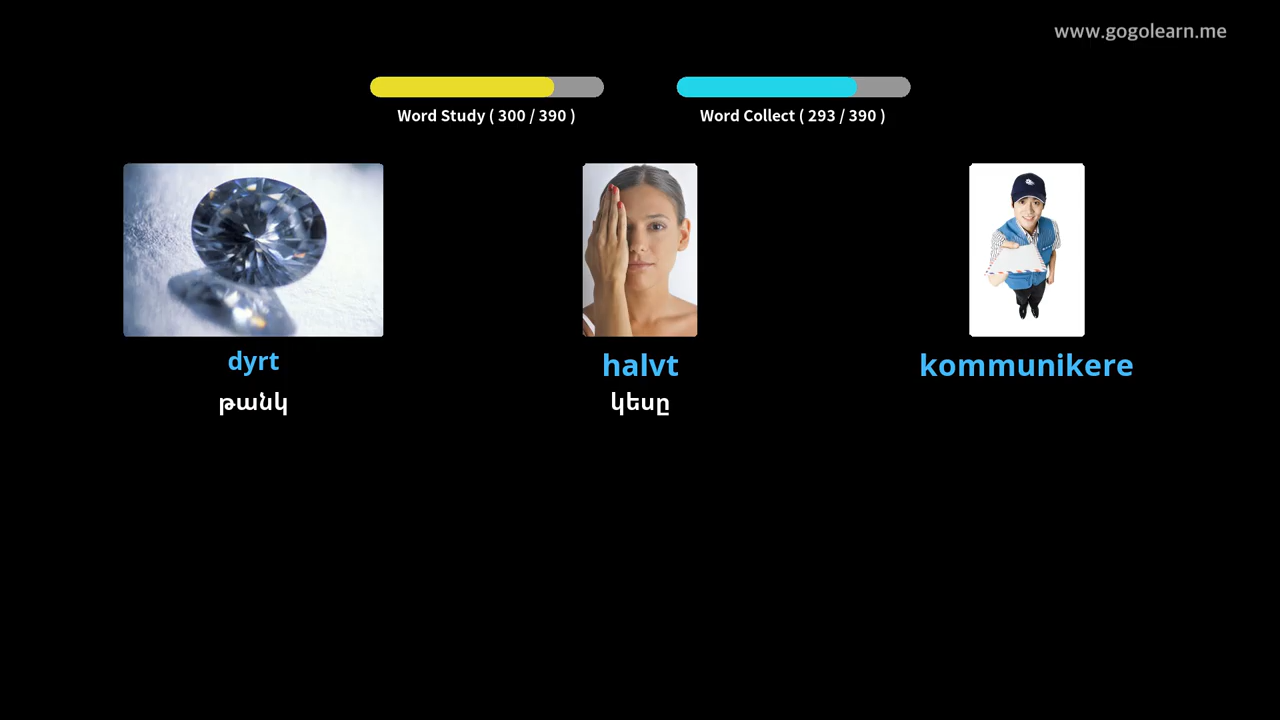 www.gogolearn.me
Word Study ( 300 / 390 )
Word Collect ( 293 / 390 )
dyrt
թանկ
halvt
կեսը
kommunikere